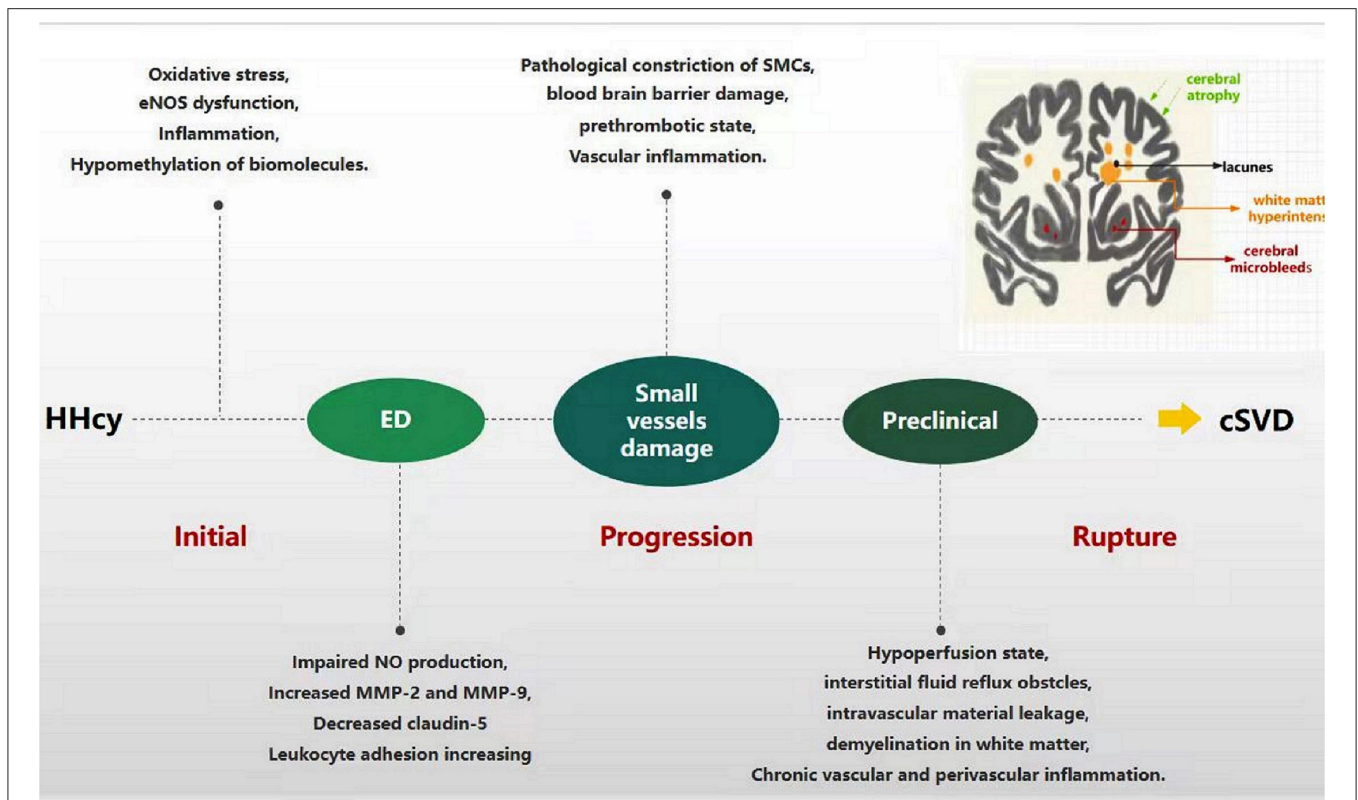 Oxidative stress,
eNOS dysfunction,
Inflammation,
Hypomethylation of biomolecules.
Pathological constriction of SMCs,
blood brain barrier damage,
prethrombotic state,
Vascular inflammation.
cerebral
atrophy
lacunes
white matt
hyperintens
cerebral
microbleeds
HHcy
ED
Small
vessels
damage
Preclinical
cSVD
Initial
Progression
Rupture
Impaired NO production,
Increased MMP-2 and MMP-9,
Decreased claudin-5
Leukocyte adhesion increasing
Hypoperfusion state,
interstitial fluid reflux obstcles,
intravascular material leakage,
demyelination in white matter,
Chronic vascular and perivascular inflammation.